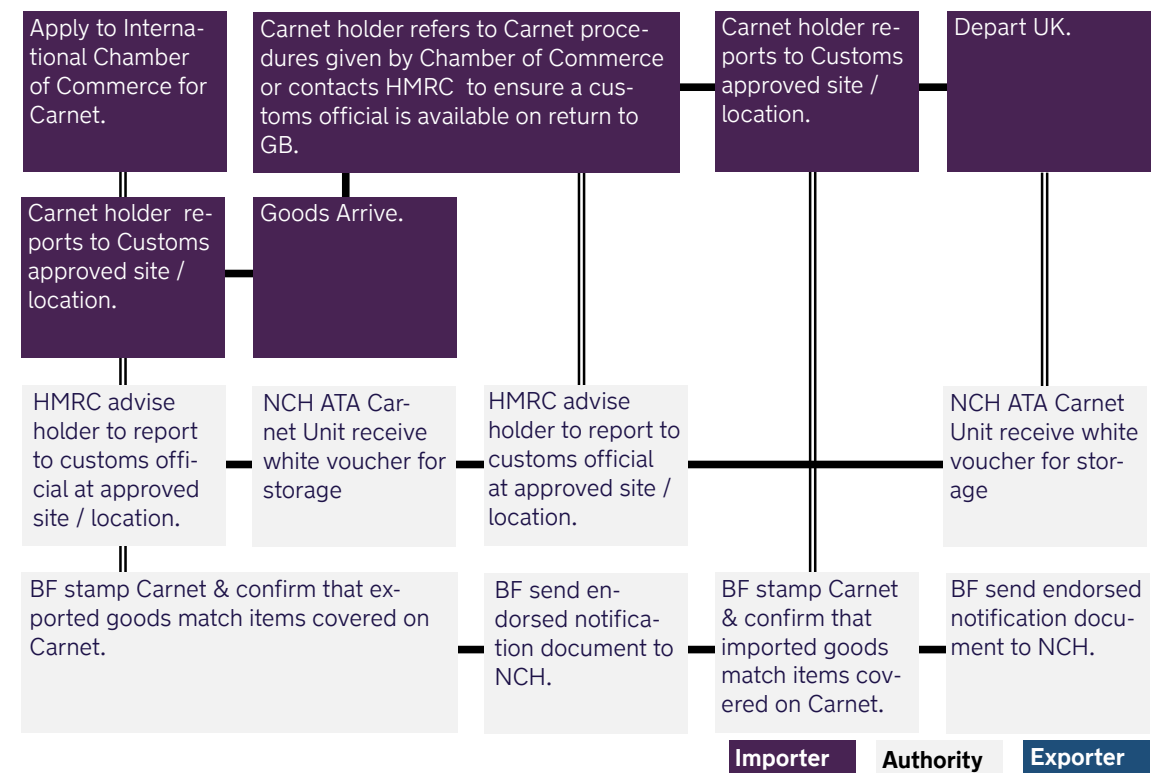 Apply to Interna-
tional Chamber
of Commerce for
Carnet.
Carnet holder refers to Carnet proce-
dures given by Chamber of Commerce
or contacts HMRC  to ensure a cus-
toms official is available on return to
GB.
Carnet holder re-
ports to Customs
approved site /
location.
Depart UK.
Carnet holder  re-
ports to Customs
approved site /
location.
Goods Arrive.
HMRC advise
holder to report
to customs offi-
cial at approved
site / location.
NCH ATA Car-
net Unit receive
white voucher for
storage
HMRC advise
holder to report to
customs official
at approved site /
location.
NCH ATA Carnet
Unit receive white
voucher for stor-
age
BF stamp Carnet & confirm that ex-
ported goods match items covered on
Carnet.
BF send en-
dorsed notifica-
tion document to
NCH.
BF stamp Carnet
& confirm that
imported goods
match items cov-
ered on Carnet.
BF send endorsed
notification docu-
ment to NCH.
Importer
Authority
Exporter